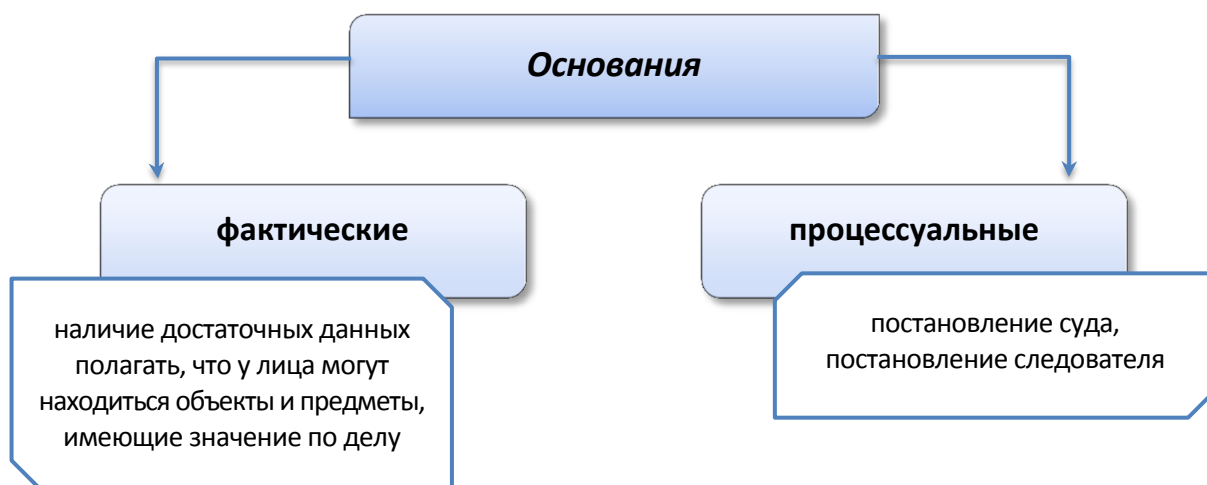 Основания
фактические
наличие достаточных данных
полагать, что у лица могут
находиться объекты и предметы,
имеющие значение по делу
процессуальные
постановление суда,
постановление следователя